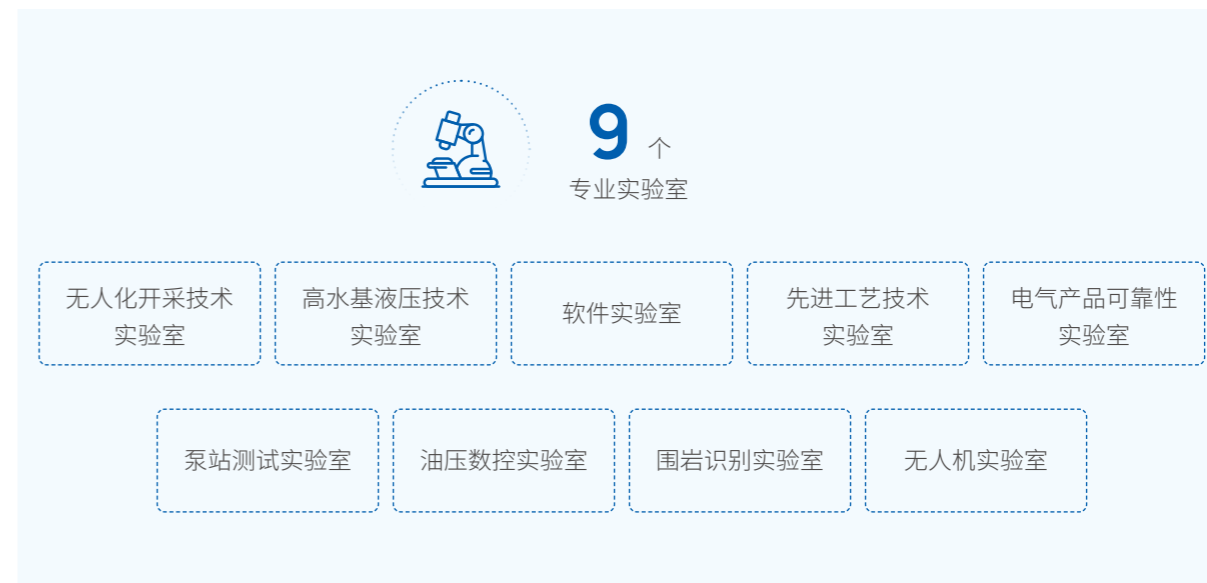 9 个
专业实验室
无人化开采技术
实验室
高水基液压技术
实验室
软件实验室
先进工艺技术
实验室
电气产品可靠性
实验室
泵站测试实验室
油压数控实验室
围岩识别实验室
无人机实验室